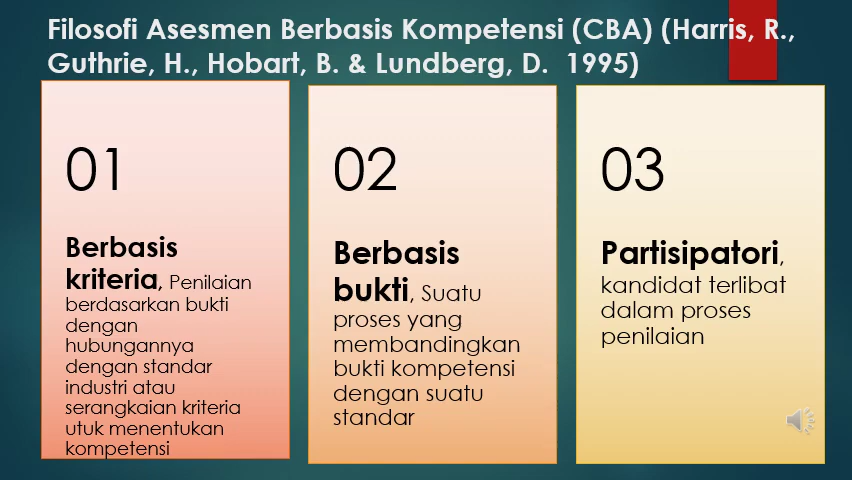 Filosofi Asesmen Berbasis Kompetensi (CBA) (Harris, R.,
Guthrie, H., Hobart, B. & Lundberg, D.  1995)
01
Berbasis
kriteria, Penilaian
berdasarkan bukti
dengan
hubungannya
dengan standar
industri atau
serangkaian kriteria
utuk menentukan
kompetensi
02
Berbasis
bukti, Suatu
proses yang
membandingkan
bukti kompetensi
dengan suatu
standar
03
Partisipatori,
kandidat terlibat
dalam proses
penilaian